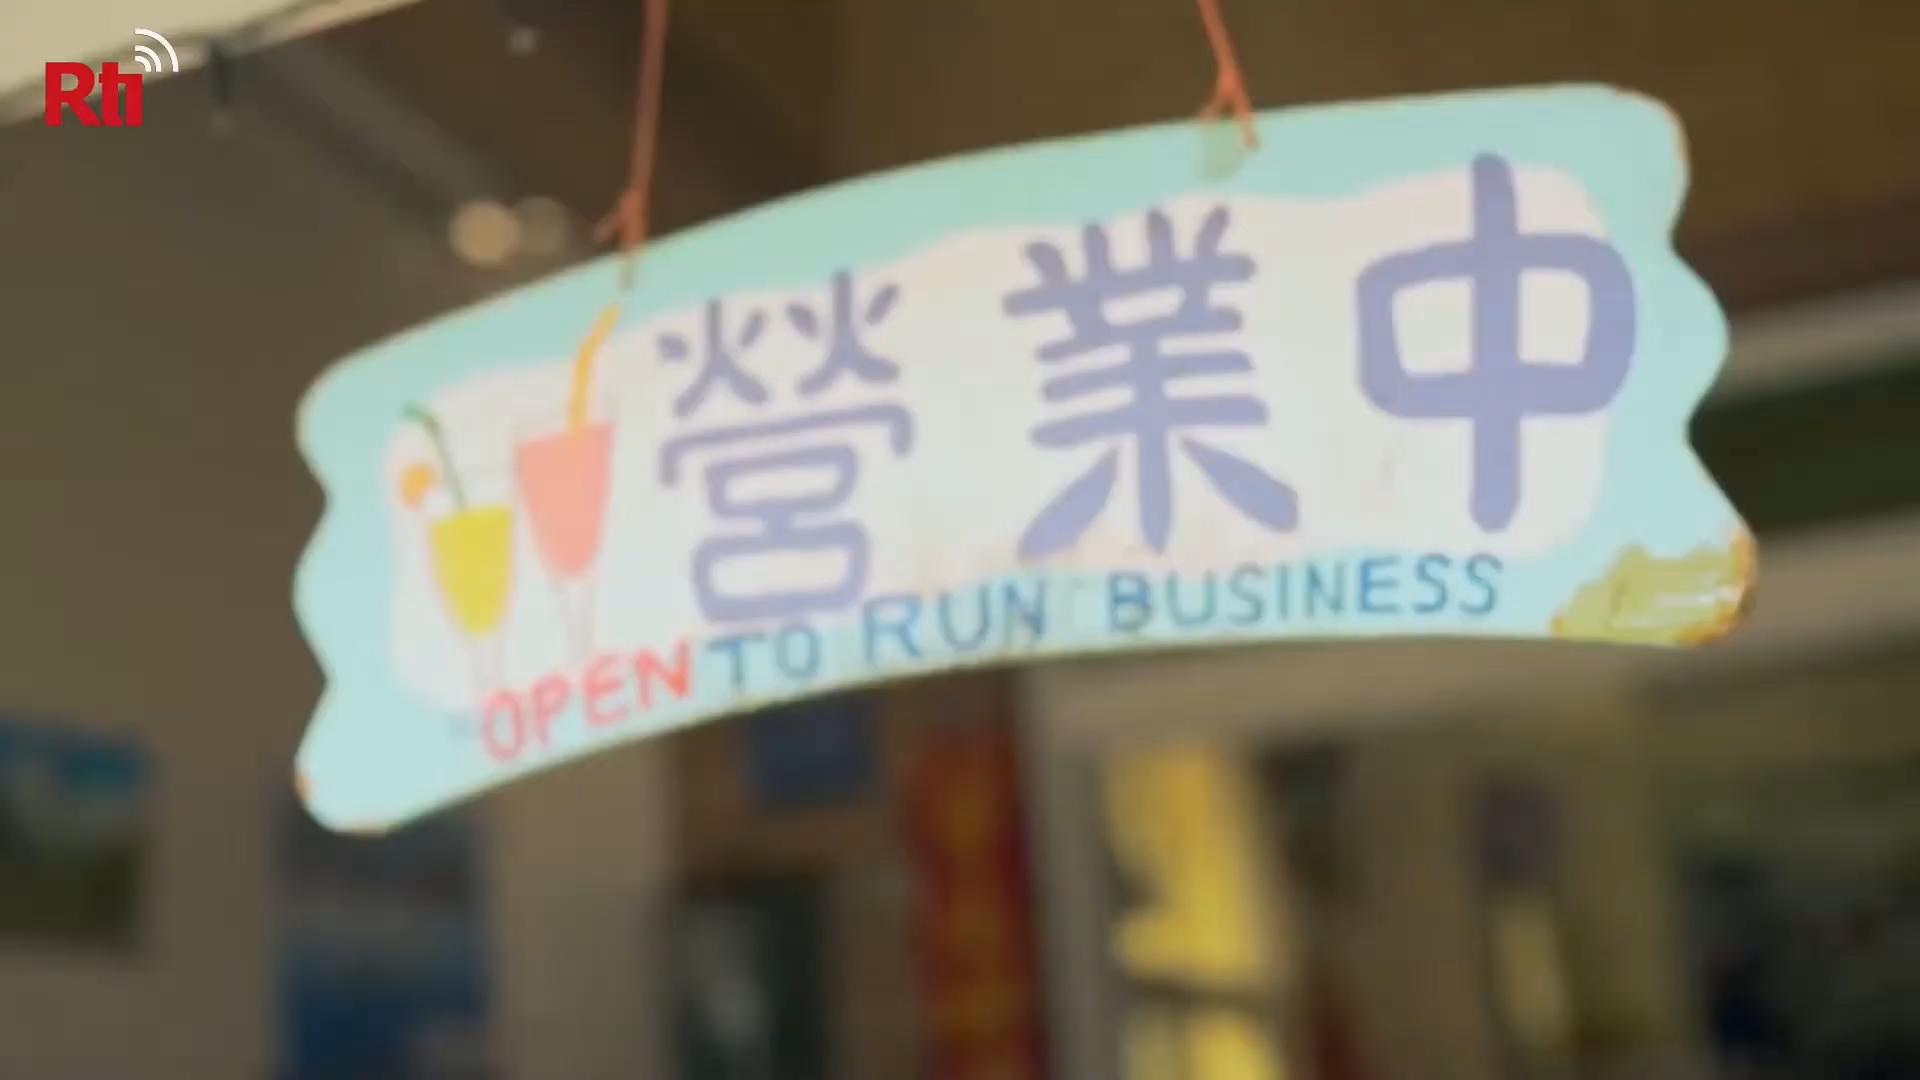 Rti
營業中
OPEN TO RUN BUSINESS